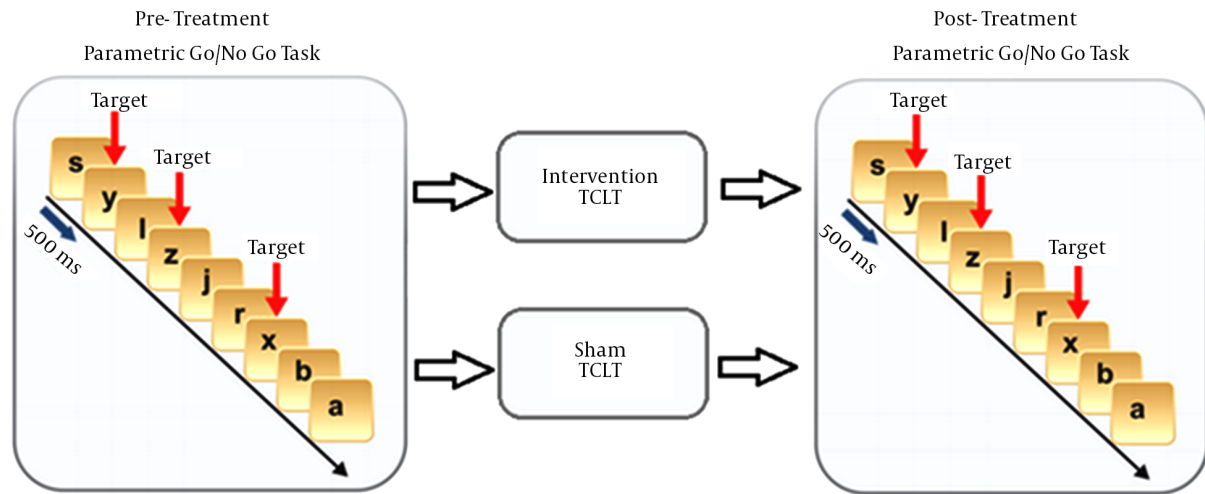 Pre- Treatment
Parametric Go/No Go Task
Target
Target
Target
s
y
l
z
j
r
x
b
a
500 ms
Intervention
TCLT
Sham
TCLT
Post- Treatment
Parametric Go/No Go Task
Target
Target
Target
s
y
l
z
j
r
x
b
a
500 ms